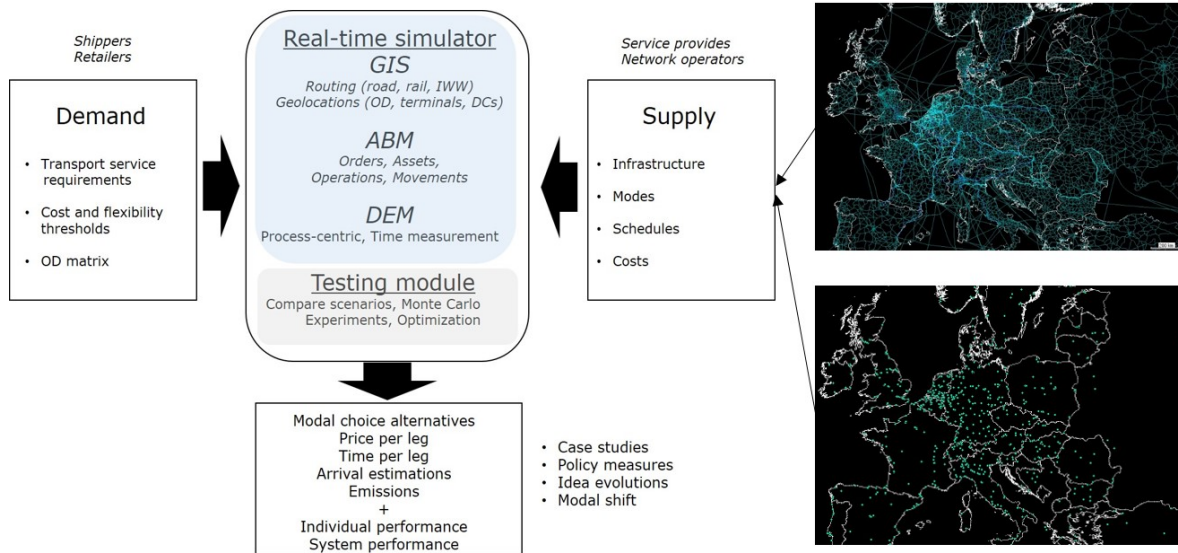 Shippers
Retailers
Demand
• Transport service
requirements
• Cost and flexibility
thresholds
• OD matrix
Real-time simulator
GIS
Routing (road, rail, IWW)
Geolocations (OD, terminals, DCs)
ABM
Orders, Assets,
Operations, Movements
DEM
Process-centric, Time measurement
Testing module
Compare scenarios, Monte Carlo
Experiments, Optimization
Service provides
Network operators
Supply
• Infrastructure
• Modes
• Schedules
• Costs
Modal choice alternatives
Price per leg
Time per leg
Arrival estimations
Emissions
+
Individual performance
System performance
• Case studies
• Policy measures
• Idea evolutions
• Modal shift